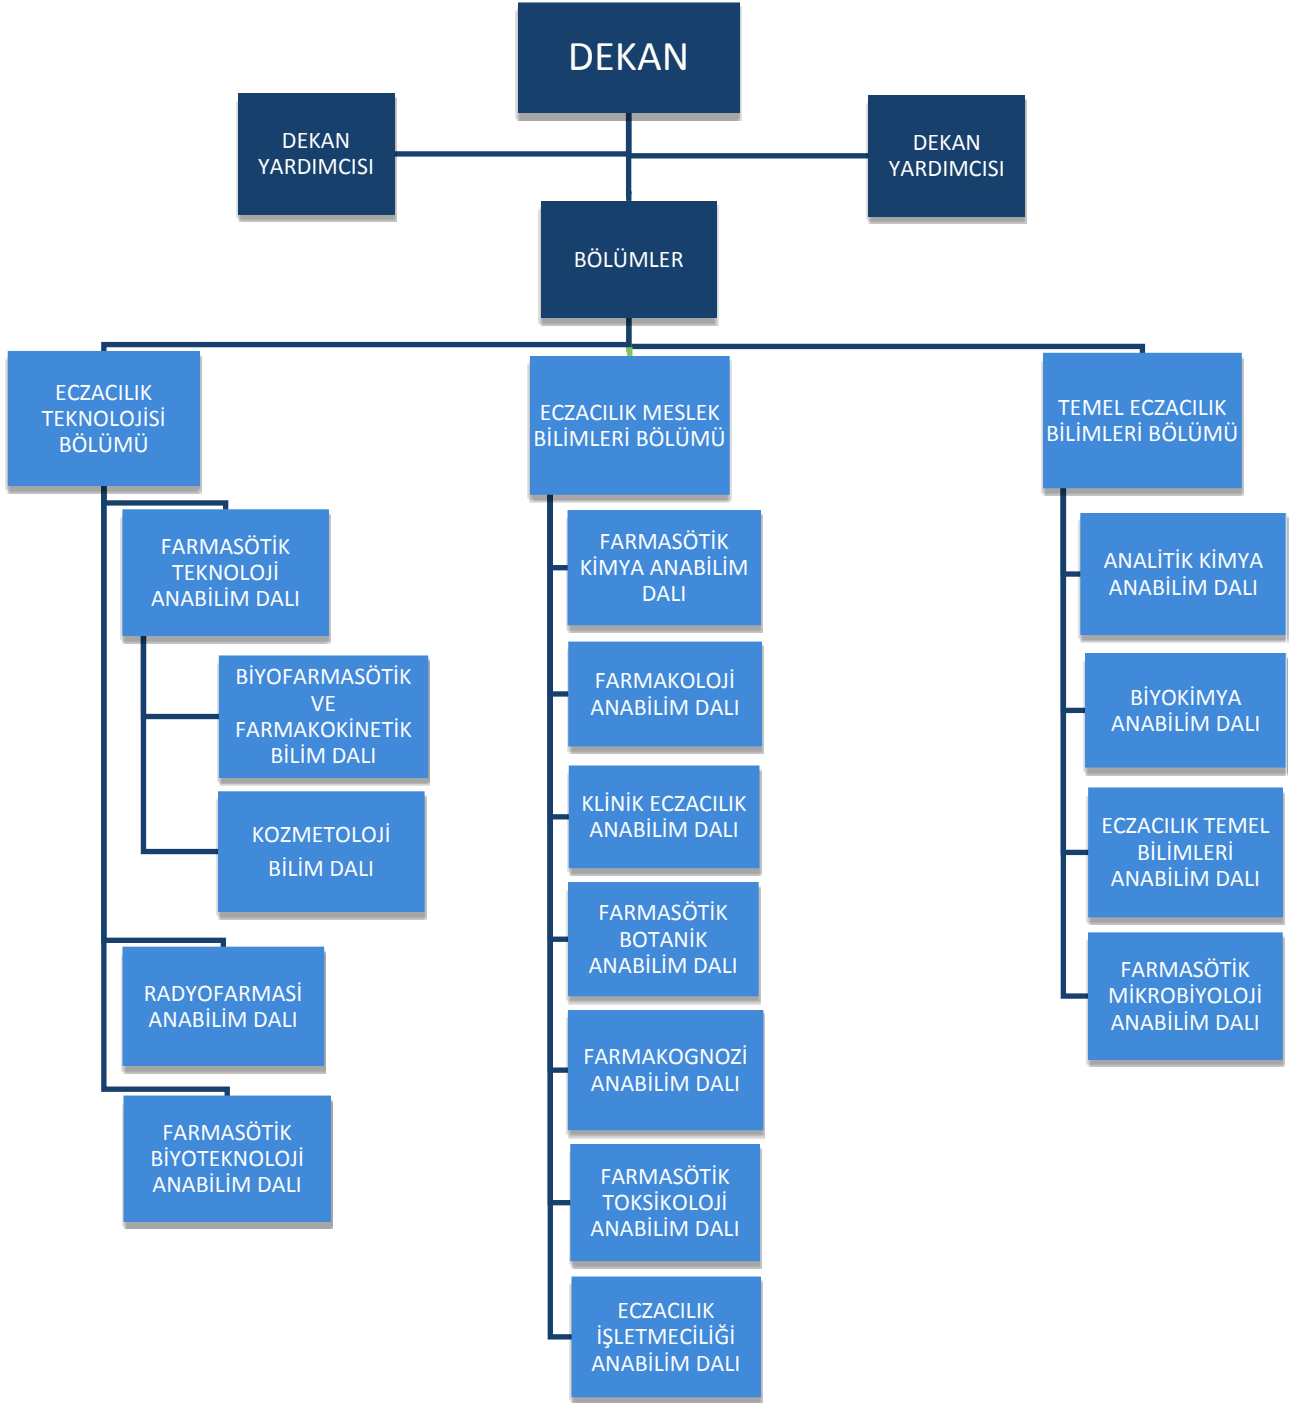 DEKAN
DEKAN
YARDIMCISI
DEKAN
YARDIMCISI
BÖLÜMLER
ECZACILIK
TEKNOLOJİSİ
BÖLÜMÜ
FARMASÖTİK
TEKNOLOJİ
ANABİLİM DALI
BİYOFARMASÖTİK
VE
FARMAKOKİNETİK
BİLİM DALI
KOZMETOLOJİ
BİLİM DALI
RADYOFARMASİ
ANABİLİM DALI
FARMASÖTİK
BİYOTEKNOLOJİ
ANABİLİM DALI
ECZACILIK MESLEK
BİLİMLERİ BÖLÜMÜ
FARMASÖTİK
KİMYA ANABİLİM
DALI
FARMAKOLOJİ
ANABİLİM DALI
KLİNİK ECZACILIK
ANABİLİM DALI
FARMASÖTİK
BOTANİK
ANABİLİM DALI
FARMAKOGNOZİ
ANABİLİM DALI
FARMASÖTİK
TOKSİKOLOJİ
ANABİLİM DALI
ECZACILIK
İŞLETMECİLİĞİ
ANABİLİM DALI
TEMEL ECZACILIK
BİLİMLERİ BÖLÜMÜ
ANALİTİK KİMYA
ANABİLİM DALI
BİYOKİMYA
ANABİLİM DALI
ECZACILIK TEMEL
BİLİMLERİ
ANABİLİM DALI
FARMASÖTİK
MİKROBİYOLOJİ
ANABİLİM DALI